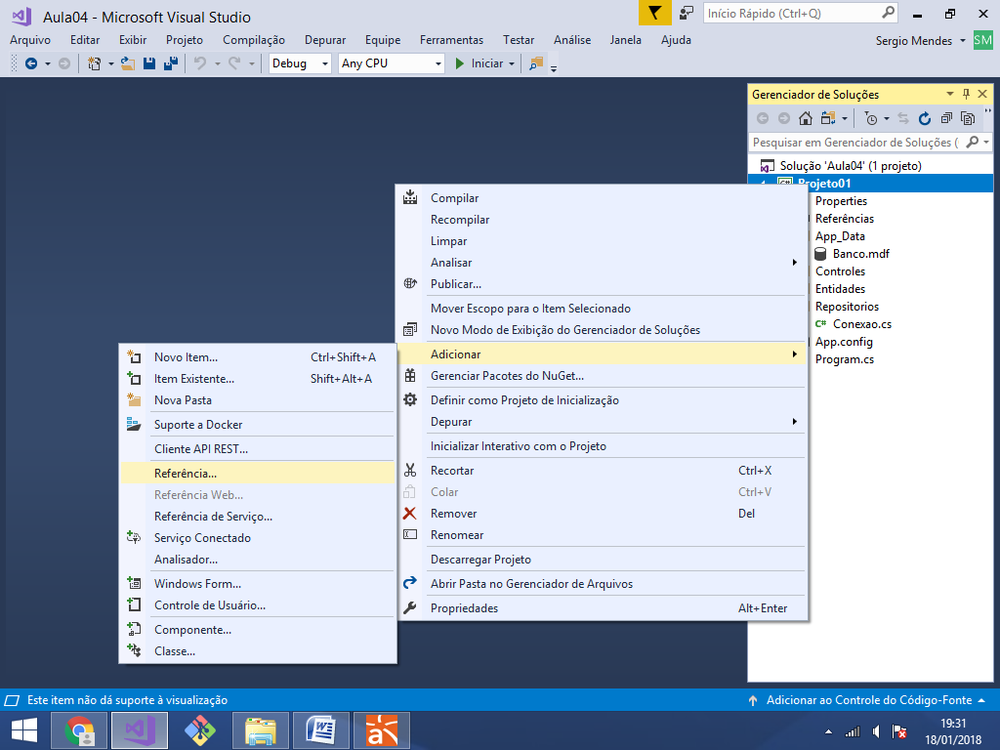 Aula04 - Microsoft Visual Studio
Início Rápido (Ctrl+Q)
Arquivo Editar Exibir Projeto Compilação Depurar Equipe Ferramentas Testar Análise Janela Ajuda
Sergio Mendes SM
Debug Any CPU Iniciar
Gerenciador de Soluções
Pesquisar em Gerenciador de Soluções (
Solução 'Aula04' (1 projeto)
C# Projeto01
Properties
Referências
App_Data
Banco.mdf
Controles
Entidades
Repositorios
C# Conexao.cs
App.config
Program.cs
Compilar
Recompilar
Limpar
Analisar
Publicar...
Mover Escopo para o Item Selecionado
Novo Modo de Exibição do Gerenciador de Soluções
Adicionar
Gerenciar Pacotes do NuGet...
Definir como Projeto de Inicialização
Depurar
Inicializar Interativo com o Projeto
Recortar Ctrl+X
Colar Ctrl+V
Remover Del
Renomear
Descarregar Projeto
Abrir Pasta no Gerenciador de Arquivos
Propriedades Alt+Enter
Novo Item... Ctrl+Shift+A
Item Existente... Shift+Alt+A
Nova Pasta
Suporte a Docker
Cliente API REST...
Referência...
Referência Web...
Referência de Serviço...
Serviço Conectado
Analisador...
Windows Form...
Controle de Usuário...
Componente...
Classe...
Este item não dá suporte à visualização
Adicionar ao Controle do Código-Fonte
W
ak
19:31
18/01/2018